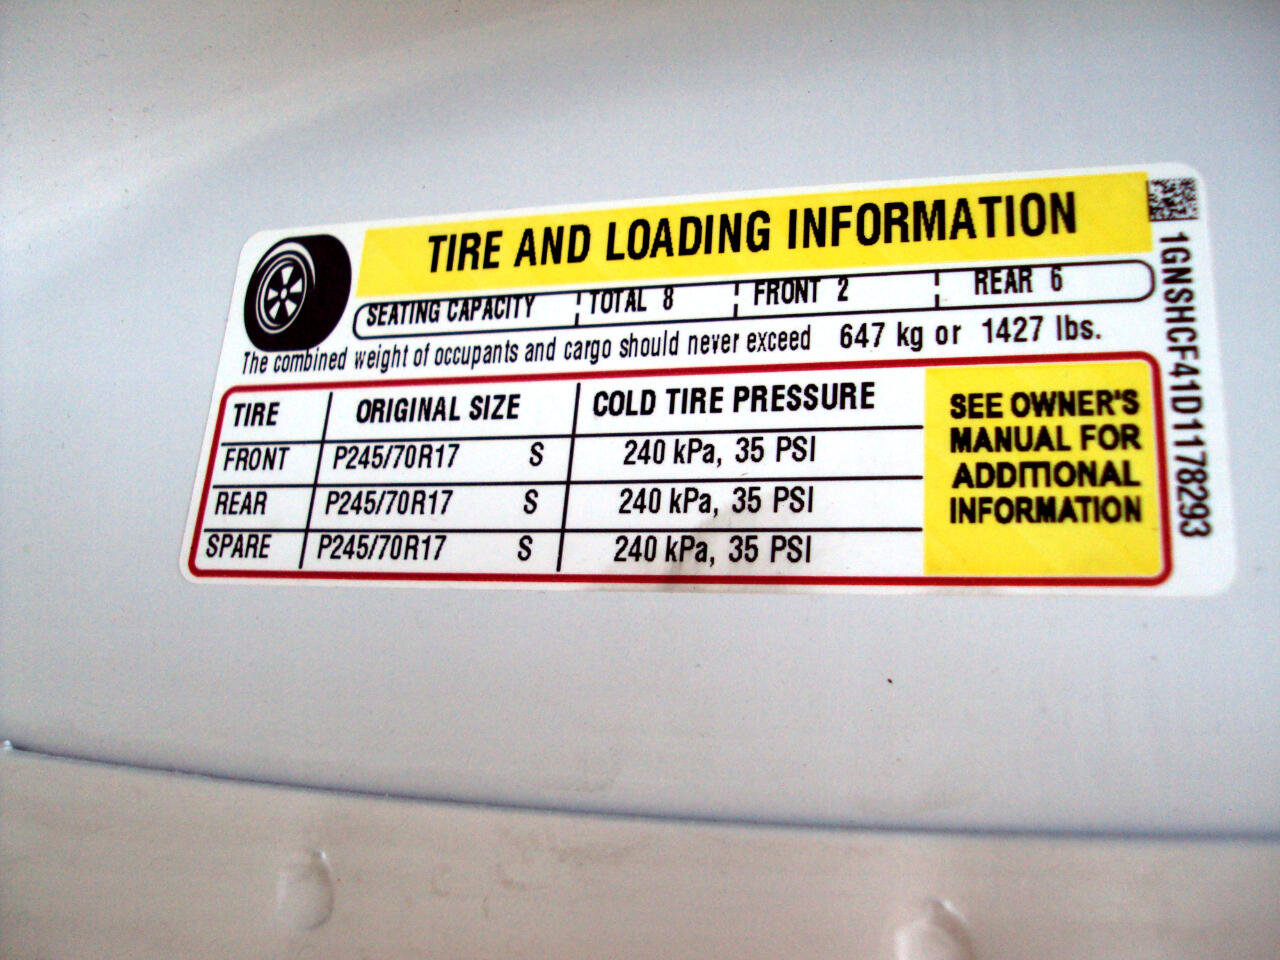 TIRE AND LOADING INFORMATION
SEATING CAPACITY TOTAL 8 FRONT 2 REAR 6
The combined weight of occupants and cargo should never exceed 647 kg or 1427 lbs.
TIRE ORIGINAL SIZE COLD TIRE PRESSURE
FRONT P245/70R17 S 240 kPa, 35 PSI
REAR P245/70R17 S 240 kPa, 35 PSI
SPARE P245/70R17 S 240 kPa, 35 PSI
SEE OWNER'S
MANUAL FOR
ADDITIONAL
INFORMATION
1GNSHCF41D1178293